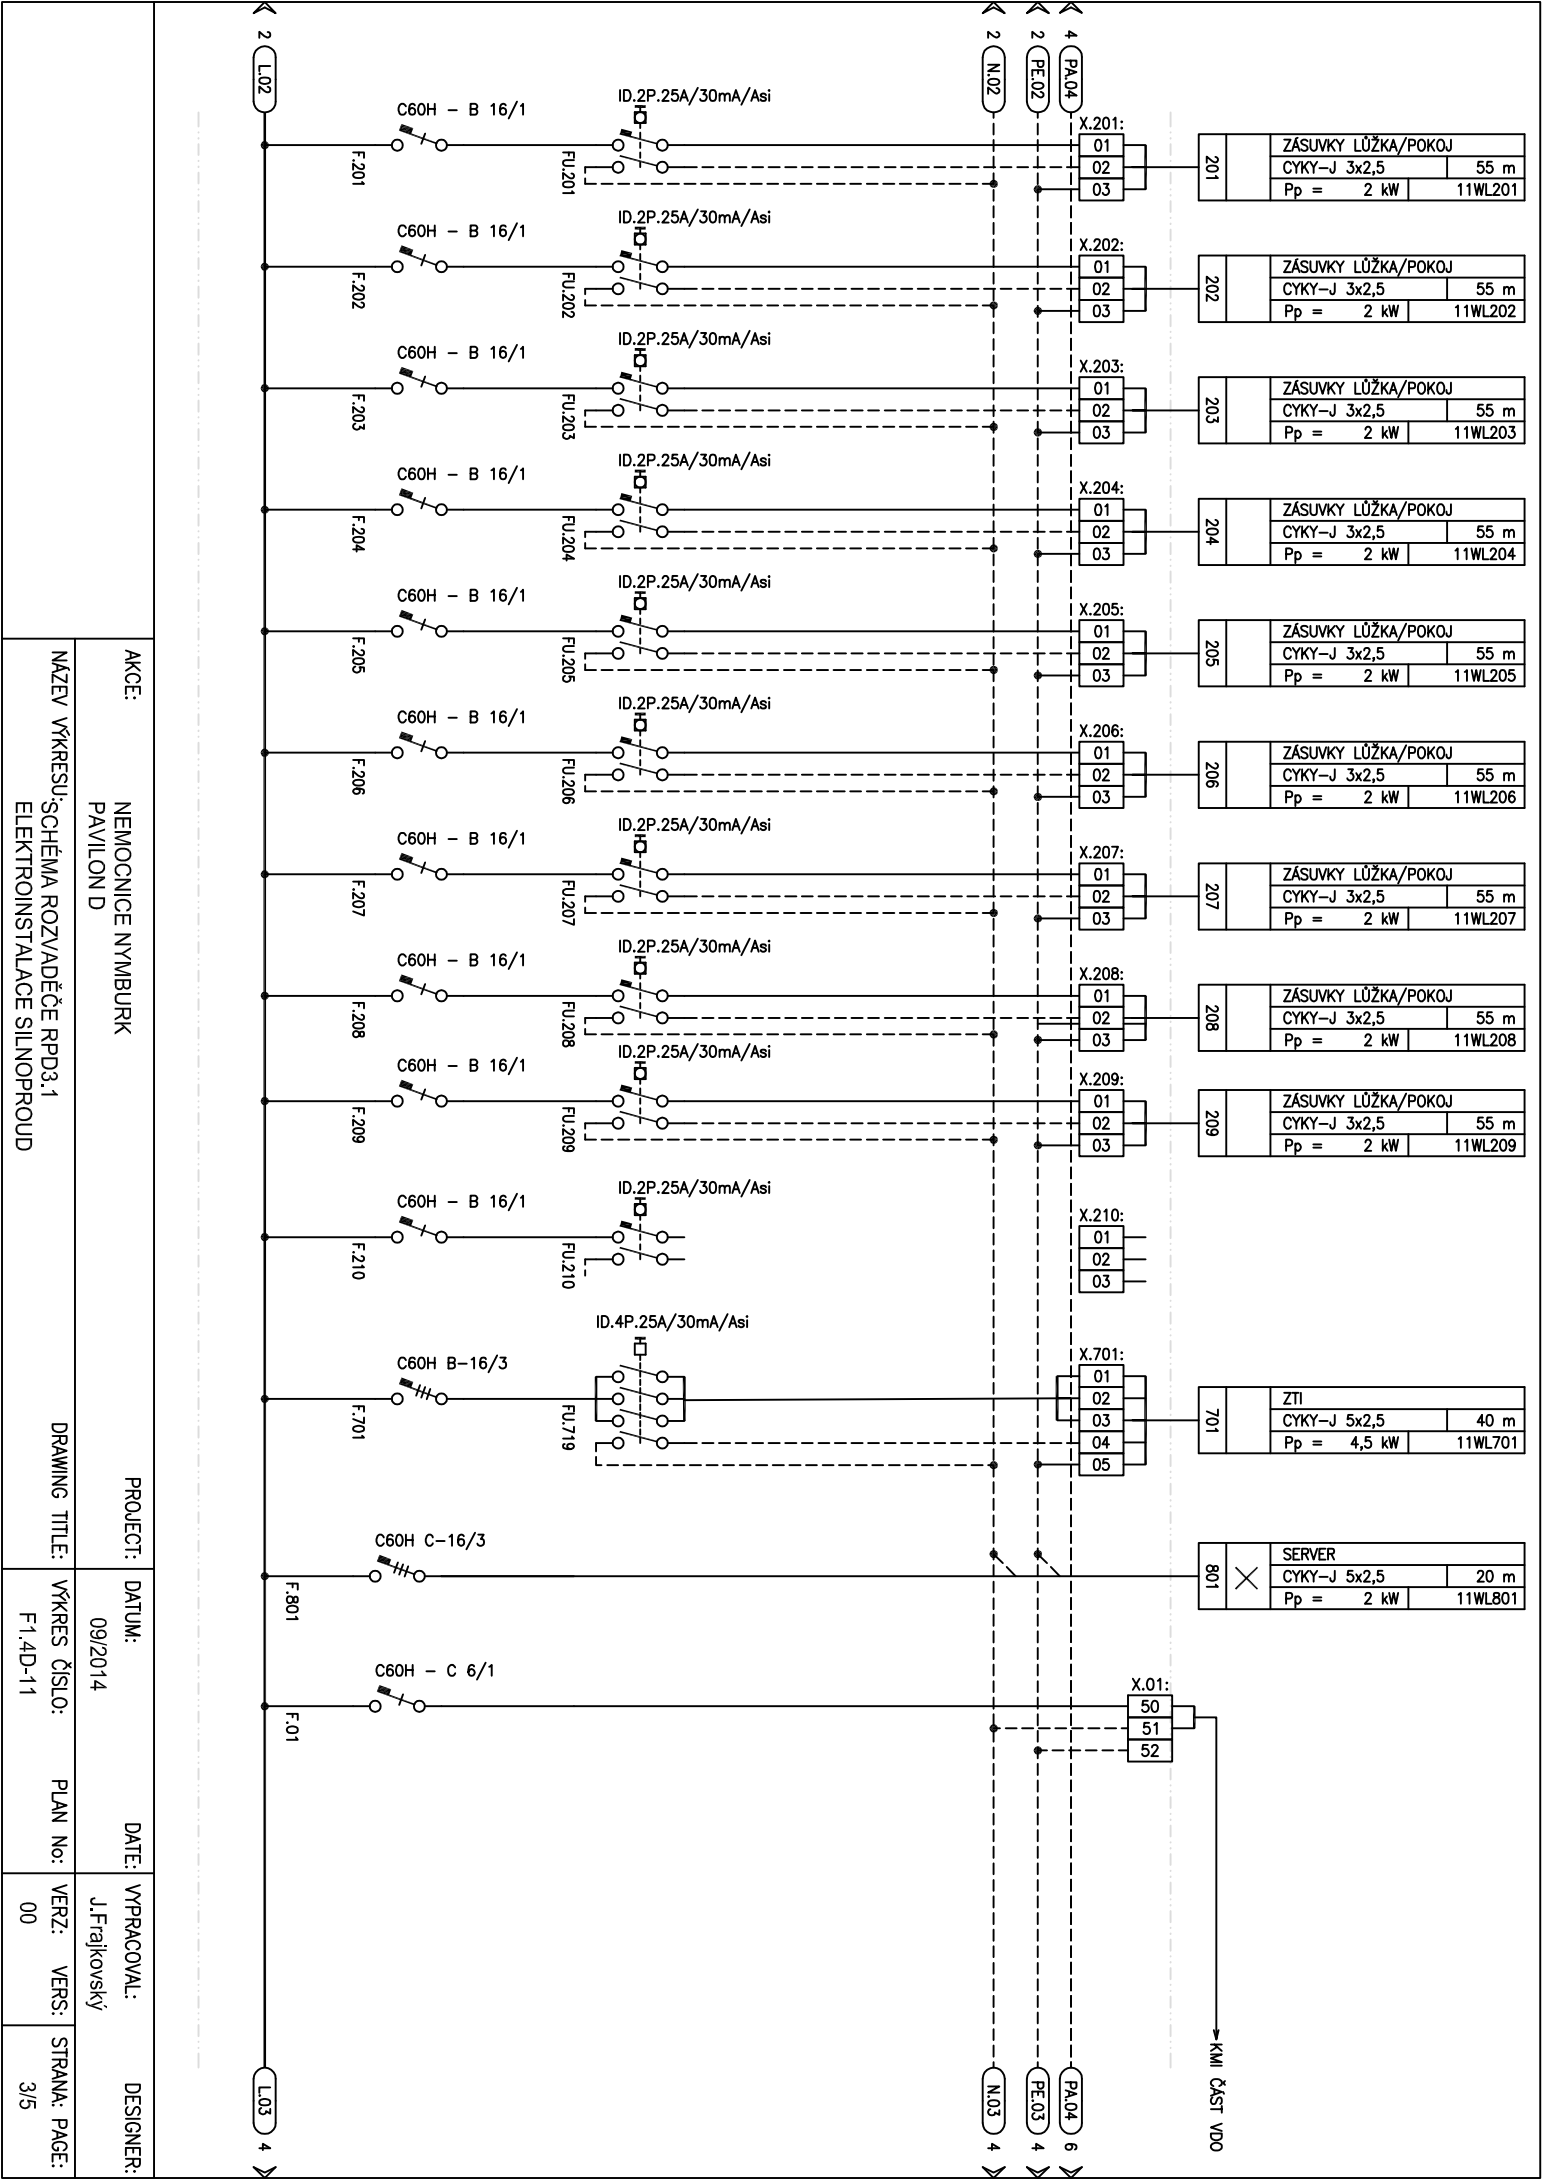 2 L.02
2 N.02
2 PE.02
4 PA.04
C60H - B 16/1
F.201
ID.2P.25A/30mA/Asi
FU.201
X.201:
01
02
03
201
ZÁSUVKY LŮŽKA/POKOJ
CYKY-J 3x2,5 55 m
Pp = 2 kW 11WL201
C60H - B 16/1
F.202
ID.2P.25A/30mA/Asi
FU.202
X.202:
01
02
03
202
ZÁSUVKY LŮŽKA/POKOJ
CYKY-J 3x2,5 55 m
Pp = 2 kW 11WL202
C60H - B 16/1
F.203
ID.2P.25A/30mA/Asi
FU.203
X.203:
01
02
03
203
ZÁSUVKY LŮŽKA/POKOJ
CYKY-J 3x2,5 55 m
Pp = 2 kW 11WL203
C60H - B 16/1
F.204
ID.2P.25A/30mA/Asi
FU.204
X.204:
01
02
03
204
ZÁSUVKY LŮŽKA/POKOJ
CYKY-J 3x2,5 55 m
Pp = 2 kW 11WL204
C60H - B 16/1
F.205
ID.2P.25A/30mA/Asi
FU.205
X.205:
01
02
03
205
ZÁSUVKY LŮŽKA/POKOJ
CYKY-J 3x2,5 55 m
Pp = 2 kW 11WL205
C60H - B 16/1
F.206
ID.2P.25A/30mA/Asi
FU.206
X.206:
01
02
03
206
ZÁSUVKY LŮŽKA/POKOJ
CYKY-J 3x2,5 55 m
Pp = 2 kW 11WL206
C60H - B 16/1
F.207
ID.2P.25A/30mA/Asi
FU.207
X.207:
01
02
03
207
ZÁSUVKY LŮŽKA/POKOJ
CYKY-J 3x2,5 55 m
Pp = 2 kW 11WL207
C60H - B 16/1
F.208
ID.2P.25A/30mA/Asi
FU.208
X.208:
01
02
03
208
ZÁSUVKY LŮŽKA/POKOJ
CYKY-J 3x2,5 55 m
Pp = 2 kW 11WL208
C60H - B 16/1
F.209
ID.2P.25A/30mA/Asi
FU.209
X.209:
01
02
03
209
ZÁSUVKY LŮŽKA/POKOJ
CYKY-J 3x2,5 55 m
Pp = 2 kW 11WL209
C60H - B 16/1
F.210
ID.2P.25A/30mA/Asi
FU.210
X.210:
01
02
03
C60H B-16/3
F.701
ID.4P.25A/30mA/Asi
FU.719
X.701:
01
02
03
04
05
701
ZTI
CYKY-J 5x2,5 40 m
Pp = 4,5 kW 11WL701
C60H C-16/3
F.801
801
SERVER
CYKY-J 5x2,5 20 m
Pp = 2 kW 11WL801
C60H - C 6/1
F.01
X.01:
50
51
52
KMI ČÁST VDO
L.03 4
N.03 4
PE.03 4
PA.04 6
AKCE: PROJECT:
NEMOCNICE NYMBURK
PAVILON D
NÁZEV VÝKRESU: DRAWING TITLE:
SCHÉMA ROZVADĚČE RPD3.1
ELEKTROINSTALACE SILNOPROUD
DATUM: DATE:
09/2014
VÝKRES ČÍSLO: PLAN No:
F1.4D-11
VYPRACOVAL: DESIGNER:
J.Frajkovský
VERZ: VERS:
00
STRANA: PAGE:
3/5